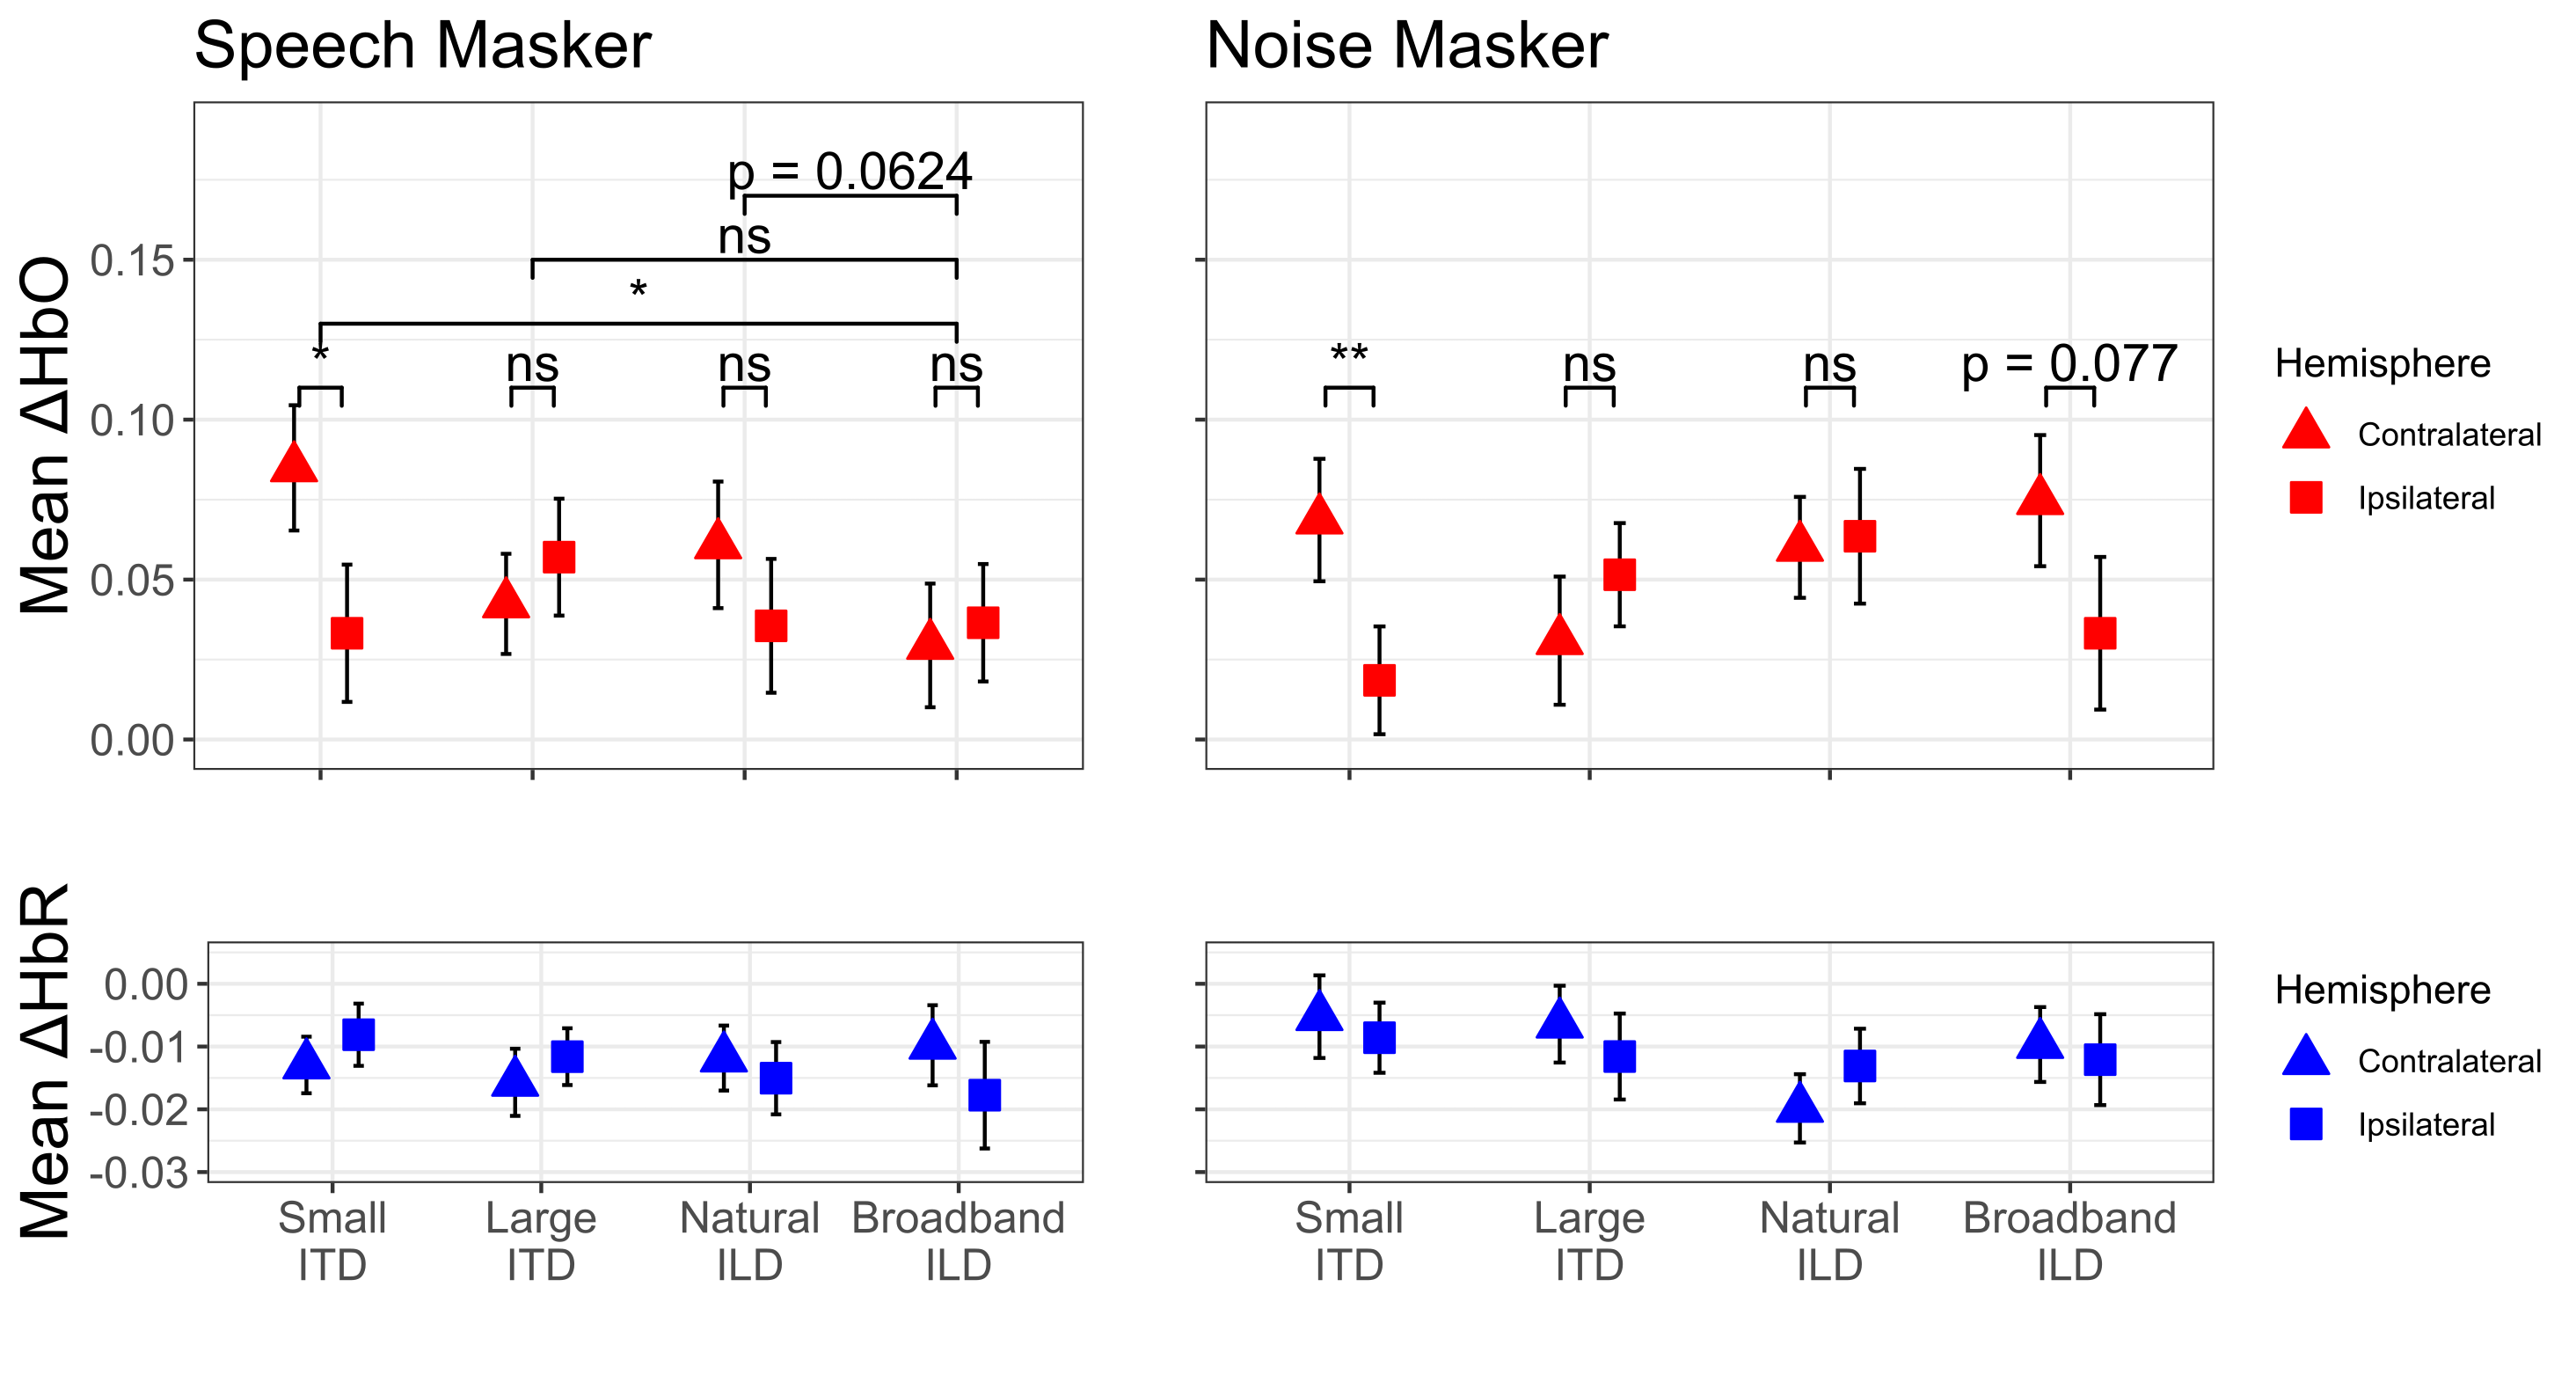 Speech Masker
Noise Masker
Mean ΔHbO
0.15
0.10
0.05
0.00
p = 0.0624
ns
*
*
ns
ns
ns
**
ns
ns
p = 0.077
Hemisphere
Contralateral
Ipsilateral
Mean ΔHbR
0.00
-0.01
-0.02
-0.03
Small
ITD
Large
ITD
Natural
ILD
Broadband
ILD
Small
ITD
Large
ITD
Natural
ILD
Broadband
ILD
Hemisphere
Contralateral
Ipsilateral